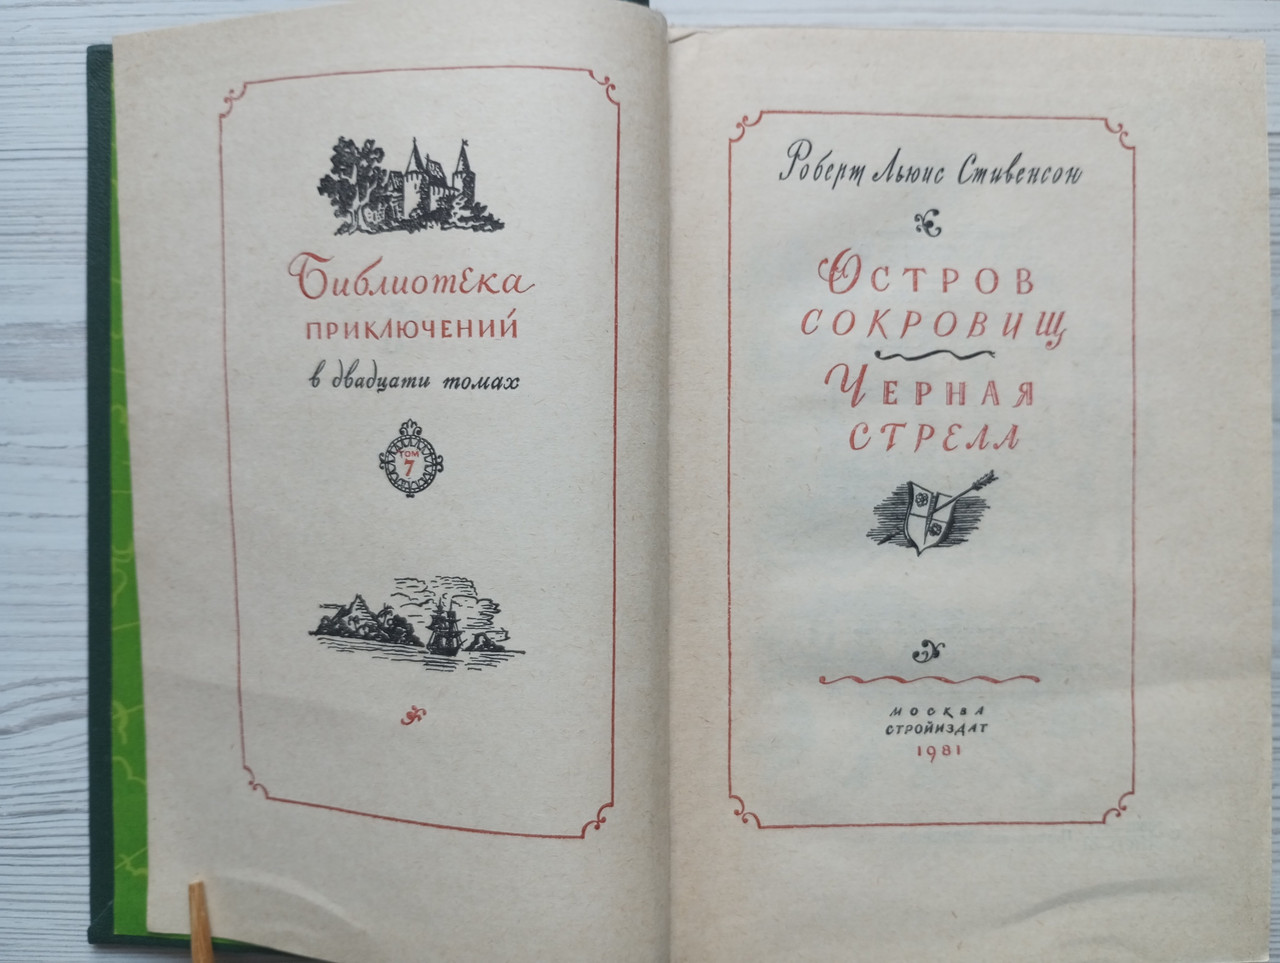 Библиотека
ПРИКЛЮЧЕНИЙ
в двадцати томах
ТОМ
7
Роберт Льюис Стивенсон
ОСТРОВ
СОКРОВИЩ
ЧЕРНАЯ
СТРЕЛА
МОСКВА
СТРОЙИЗДАТ
1981